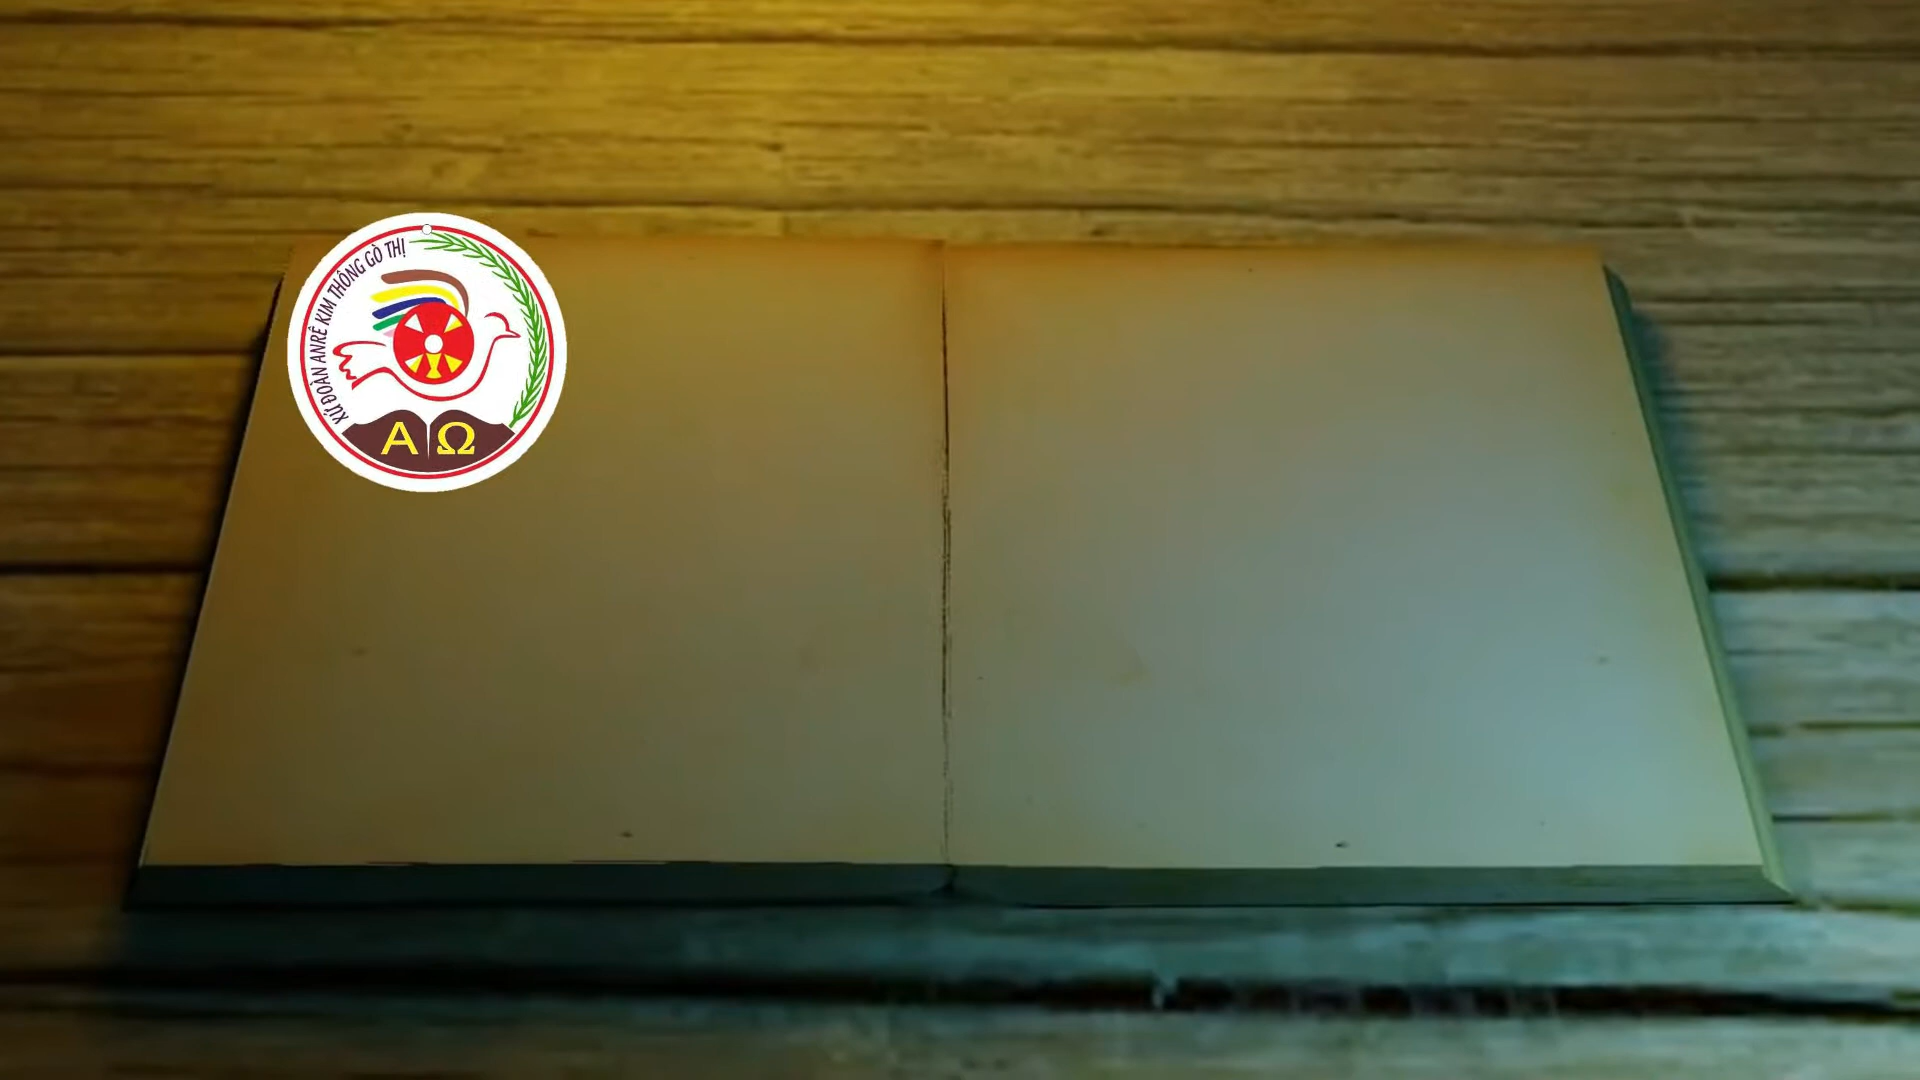 XỨ ĐOÀN ANRÊ KIM THÔNG GÒ THỊ
Α Ω